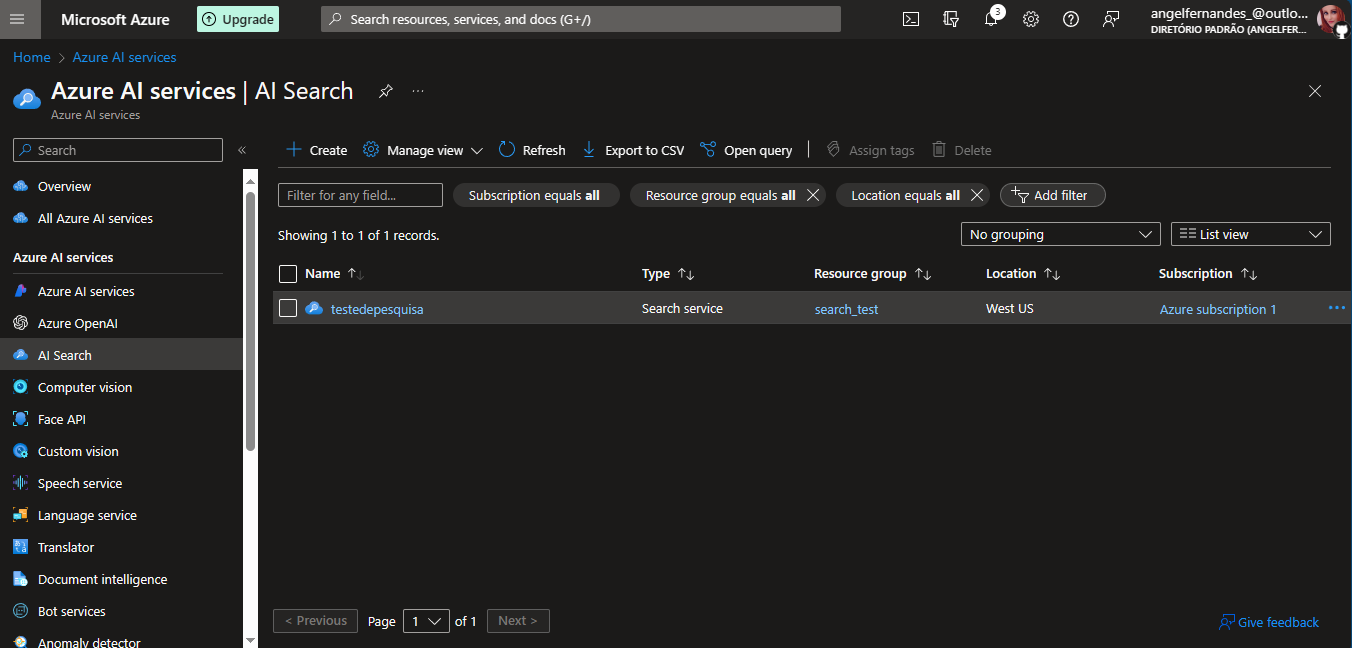 Microsoft Azure
Upgrade
Search resources, services, and docs (G+/)
3
angelfernandes_@outlo...
DIRETÓRIO PADRÃO (ANGELFER...
Home > Azure AI services
Azure AI services | AI Search
...
Azure AI services
Search
«
Overview
All Azure AI services
Azure AI services
Azure AI services
Azure OpenAI
AI Search
Computer vision
Face API
Custom vision
Speech service
Language service
Translator
Document intelligence
Bot services
Anomaly detector
Create
Manage view
Refresh
Export to CSV
Open query
Assign tags
Delete
Filter for any field...
Subscription equals all
Resource group equals all
Location equals all
Add filter
Showing 1 to 1 of 1 records.
No grouping
List view
Name
Type
Resource group
Location
Subscription
testedepesquisa
Search service
search_test
West US
Azure subscription 1
...
< Previous
Page 1 of 1
Next >
Give feedback